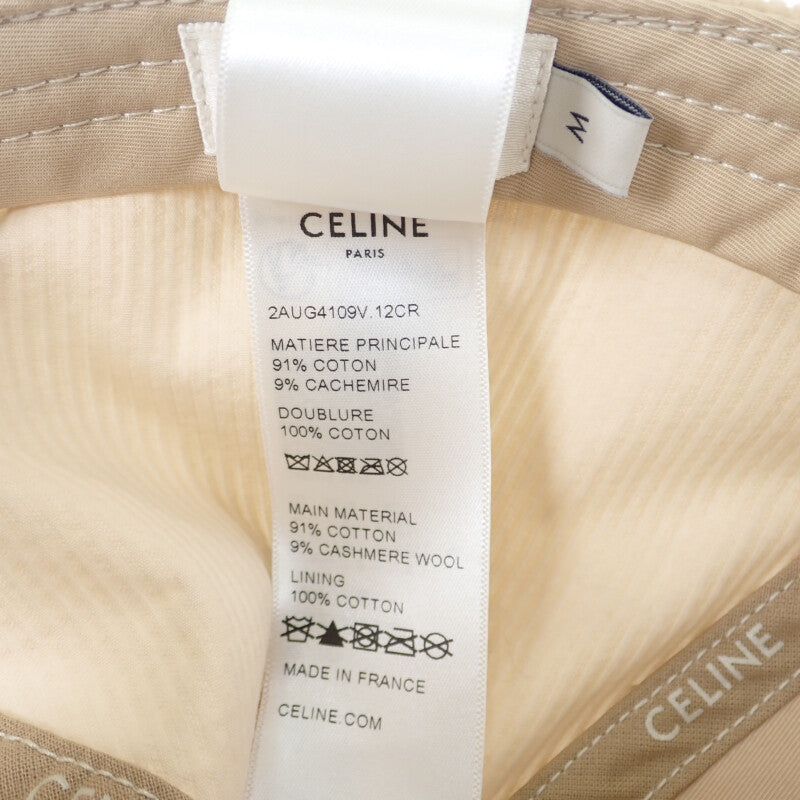 M
CELINE
PARIS
2AUG4109V.12CR
MATIERE PRINCIPALE
91% COTON
9% CACHEMIRE
DOUBLURE
100% COTON
MAIN MATERIAL
91% COTTON
9% CASHMERE WOOL
LINING
100% COTTON
MADE IN FRANCE
CELINE.COM
CELINE